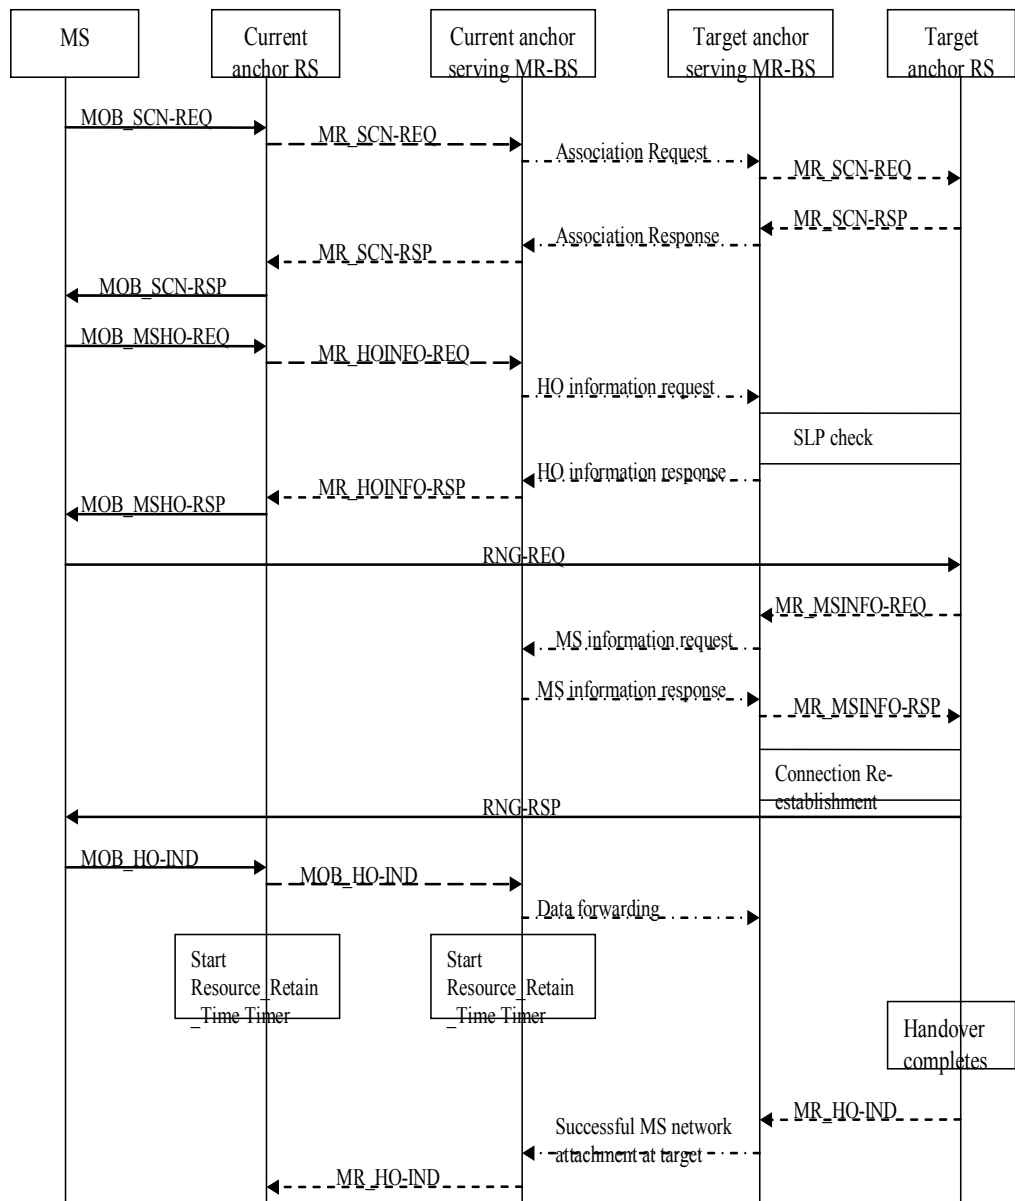 MS
Current
anchor RS
Current anchor
serving MR-BS
Target anchor
serving MR-BS
Target
anchor RS
MOB_SCN-REQ
MR_SCN-REQ
Association Request
MR_SCN-REQ
MR_SCN-RSP
Association Response
MR_SCN-RSP
MOB_SCN-RSP
MOB_MSHO-REQ
MR_HOINFO-REQ
HO information request
SLP check
HO information response
MR_HOINFO-RSP
MOB_MSHO-RSP
RNG-REQ
MR_MSINFO-REQ
MS information request
MS information response
MR_MSINFO-RSP
Connection Re-
establishment
RNG-RSP
MOB_HO-IND
MOB_HO-IND
Data forwarding
Start
Resource_Retain
_Time Timer
Start
Resource_Retain
_Time Timer
Handover
completes
MR_HO-IND
Successful MS network
attachment at target
MR_HO-IND